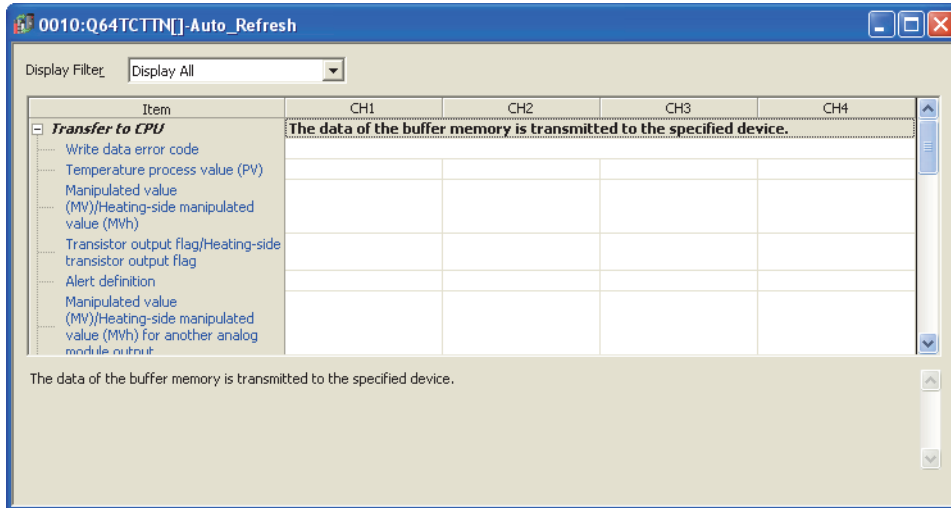 0010:Q64TCTTN[]-Auto_Refresh
Display Filter Display All
Item CH1 CH2 CH3 CH4
Transfer to CPU The data of the buffer memory is transmitted to the specified device.
Write data error code
Temperature process value (PV)
Manipulated value
(MV)/Heating-side manipulated
value (MVh)
Transistor output flag/Heating-side
transistor output flag
Alert definition
Manipulated value
(MV)/Heating-side manipulated
value (MVh) for another analog
module output
The data of the buffer memory is transmitted to the specified device.